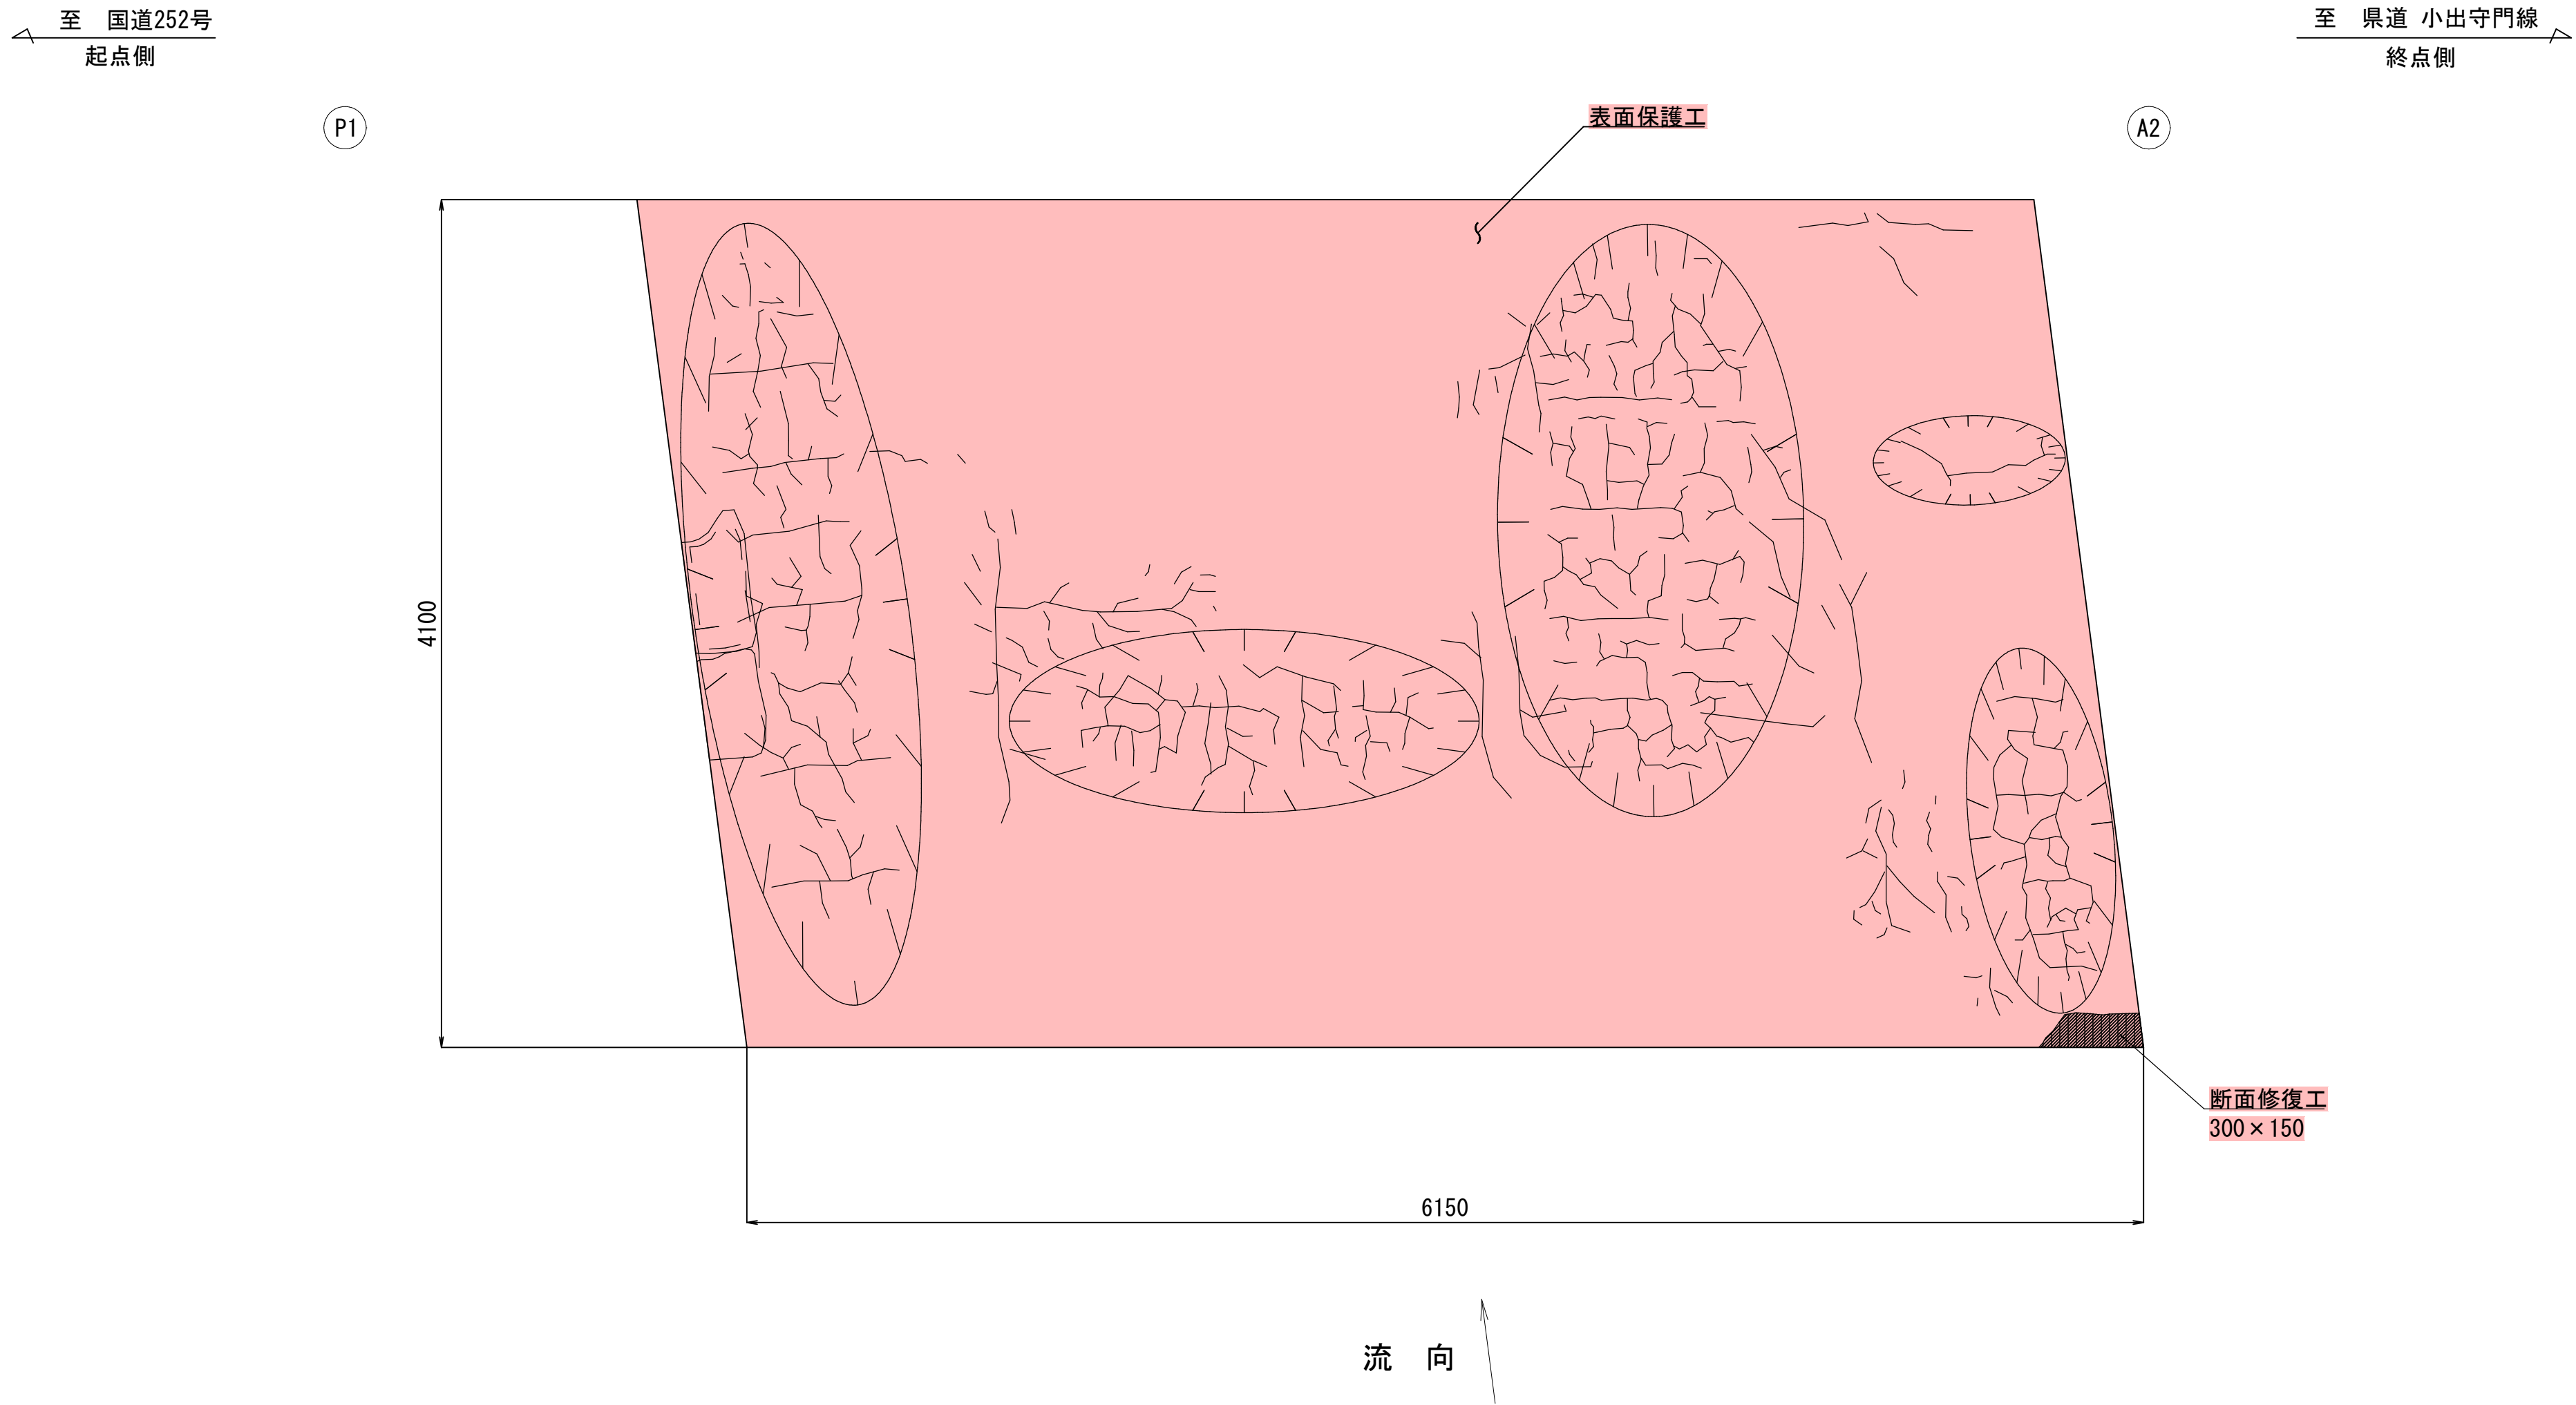 至　国道252号
起点側
至　県道 小出守門線
終点側
P1
表面保護工
A2
4100
断面修復工
300×150
6150
流　向